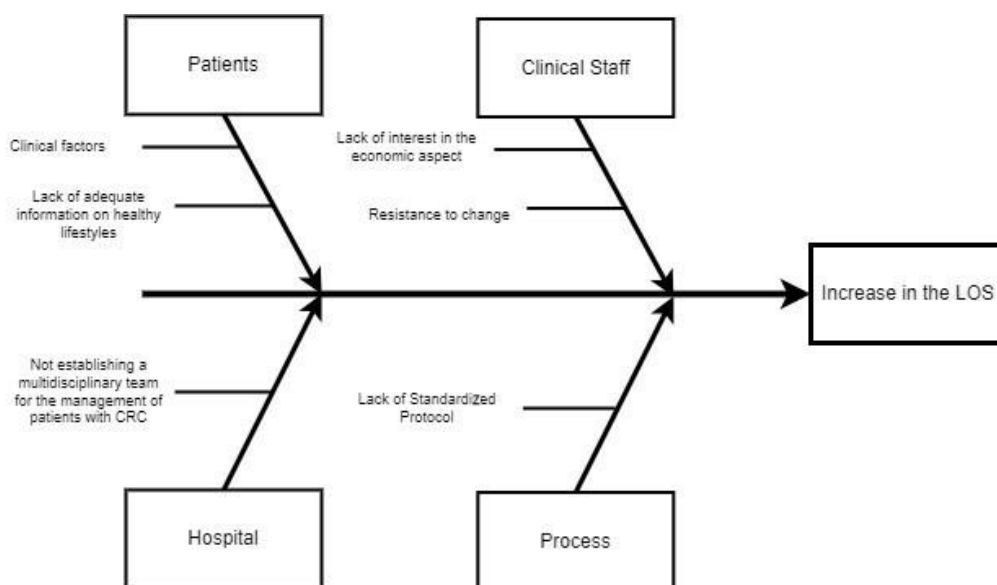 Patients
Clinical Staff
Clinical factors
Lack of interest in the
economic aspect
Lack of adequate
information on healthy
lifestyles
Resistance to change
Increase in the LOS
Not establishing a
multidisciplinary team
for the management of
patients with CRC
Lack of Standardized
Protocol
Hospital
Process